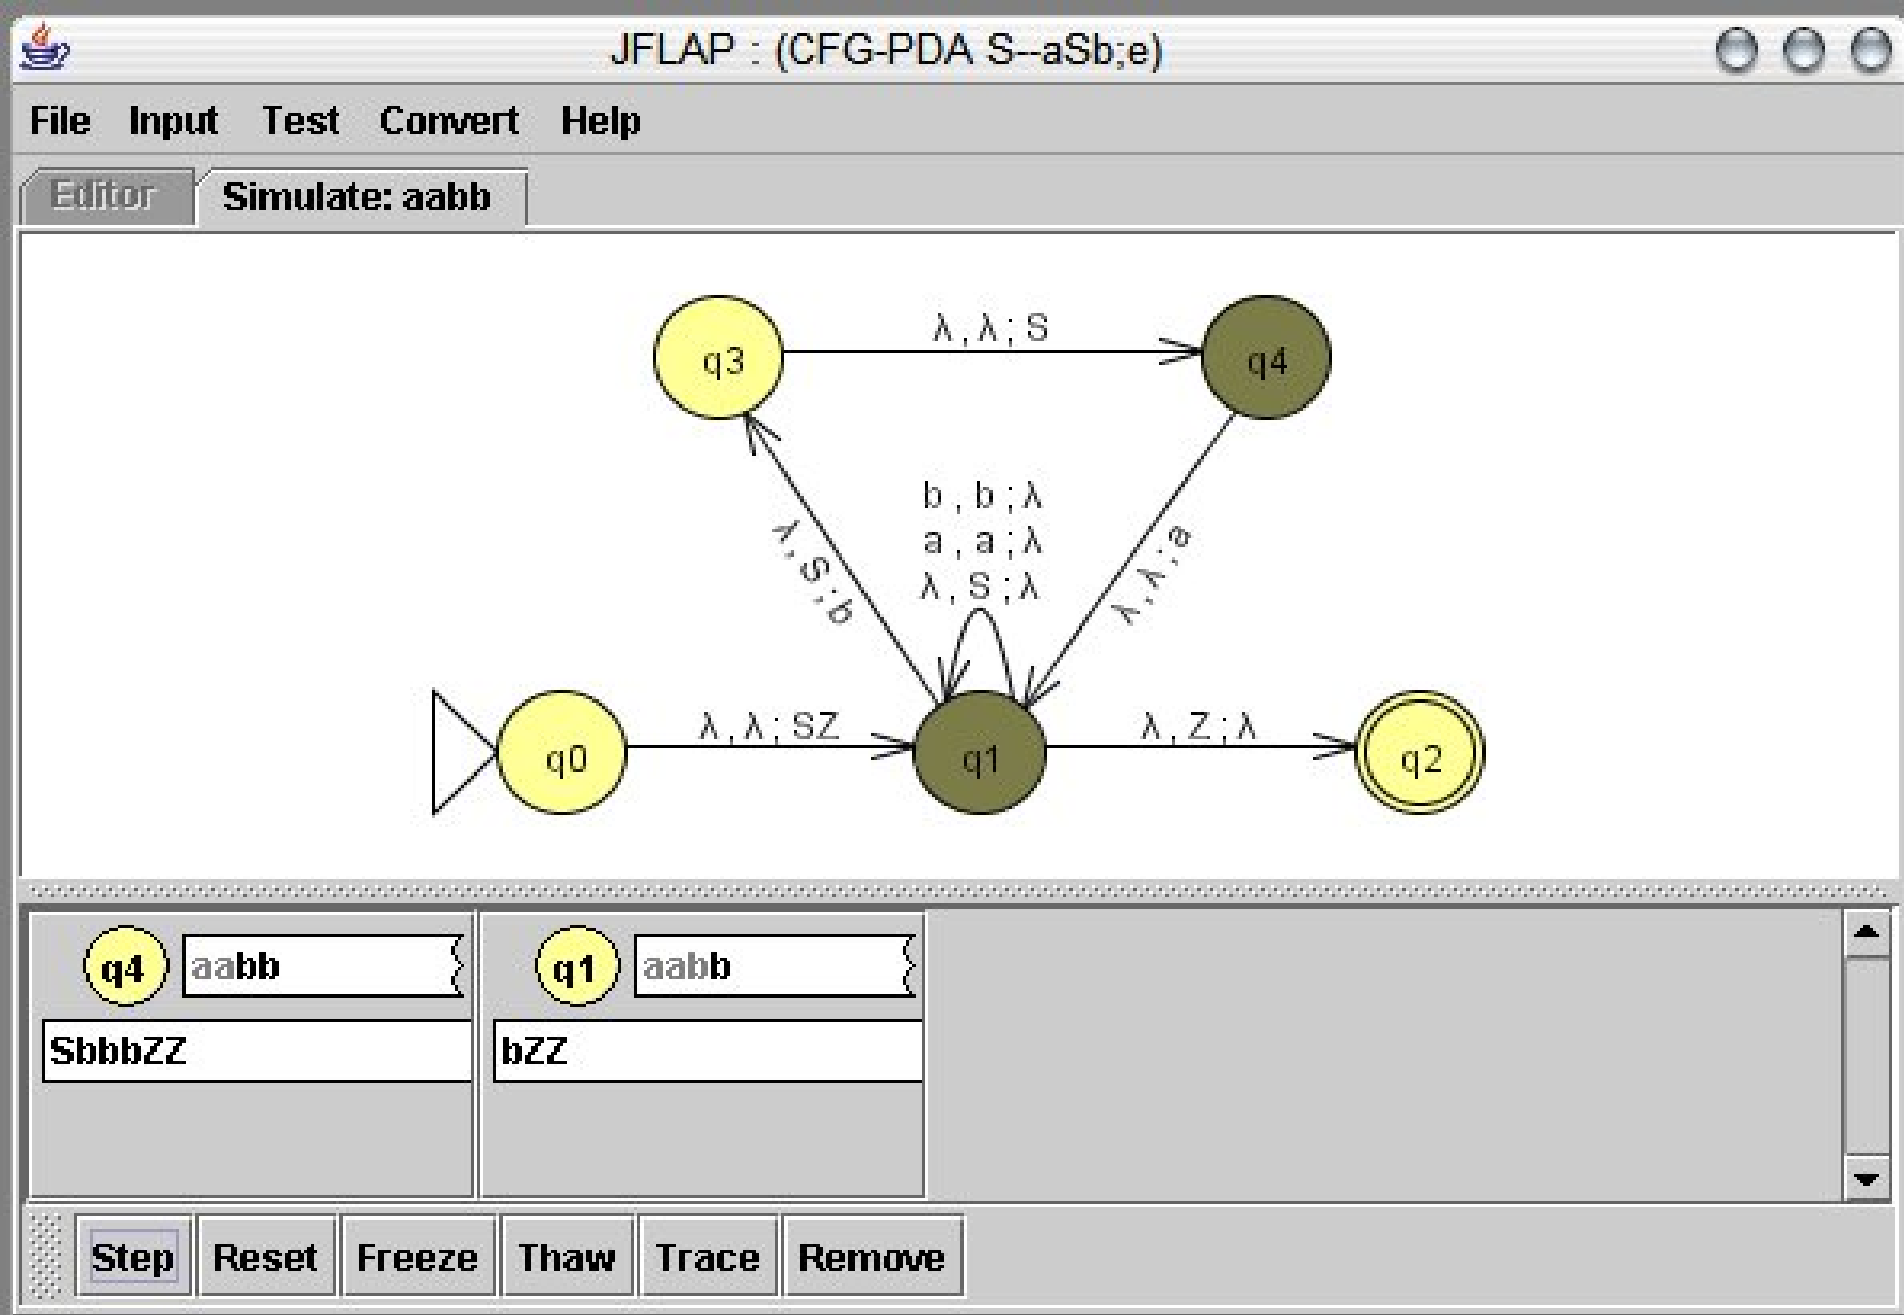 JFLAP : (CFG-PDA S--aSb;e)
File Input Test Convert Help
Editor Simulate: aabb
λ , λ ; S
q3
q4
b , b ; λ
a , a ; λ
λ , S ; λ
λ , S ; b
λ , λ ; a
λ , λ ; SZ
λ , Z ; λ
q0
q1
q2
q4 aabb
SbbbZZ
q1 aabb
bZZ
Step Reset Freeze Thaw Trace Remove